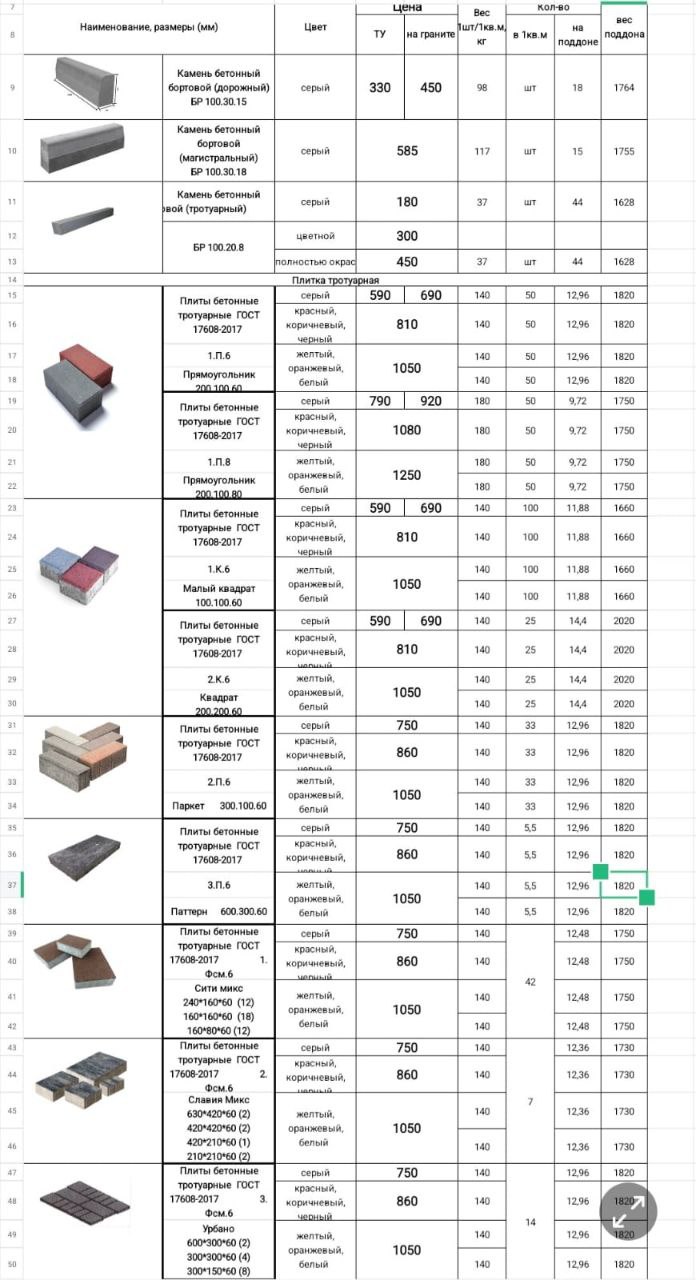 7 Цена Вес Кол-во
8 Наименование, размеры (мм) Цвет ТУ на граните 1шт/1кв.м, кг в 1кв.м на поддоне вес поддона
9 Камень бетонный бортовой (дорожный) БР 100.30.15 серый 330 450 98 шт 18 1764
10 Камень бетонный бортовой (магистральный) БР 100.30.18 серый 585 117 шт 15 1755
11 Камень бетонный овой (тротуарный) серый 180 37 шт 44 1628
12 БР 100.20.8 цветной 300
13 полностью окрас 450 37 шт 44 1628
14 Плитка тротуарная
15 Плиты бетонные тротуарные ГОСТ 17608-2017 серый 590 690 140 50 12,96 1820
16 красный, коричневый, черный 810 140 50 12,96 1820
17 1.П.6 желтый, оранжевый, белый 1050 140 50 12,96 1820
18 Прямоугольник 200.100.60 140 50 12,96 1820
19 Плиты бетонные тротуарные ГОСТ 17608-2017 серый 790 920 180 50 9,72 1750
20 красный, коричневый, черный 1080 180 50 9,72 1750
21 1.П.8 желтый, оранжевый, белый 1250 180 50 9,72 1750
22 Прямоугольник 200.100.80 180 50 9,72 1750
23 Плиты бетонные тротуарные ГОСТ 17608-2017 серый 590 690 140 100 11,88 1660
24 красный, коричневый, черный 810 140 100 11,88 1660
25 1.К.6 желтый, оранжевый, белый 1050 140 100 11,88 1660
26 Малый квадрат 100.100.60 140 100 11,88 1660
27 Плиты бетонные тротуарные ГОСТ 17608-2017 серый 590 690 140 25 14,4 2020
28 красный, коричневый, черный 810 140 25 14,4 2020
29 2.К.6 желтый, оранжевый, белый 1050 140 25 14,4 2020
30 Квадрат 200.200.60 140 25 14,4 2020
31 Плиты бетонные тротуарные ГОСТ 17608-2017 серый 750 140 33 12,96 1820
32 красный, коричневый, черный 860 140 33 12,96 1820
33 2.П.6 желтый, оранжевый, белый 1050 140 33 12,96 1820
34 Паркет 300.100.60 140 33 12,96 1820
35 Плиты бетонные тротуарные ГОСТ 17608-2017 серый 750 140 5,5 12,96 1820
36 красный, коричневый, черный 860 140 5,5 12,96 1820
37 3.П.6 желтый, оранжевый, белый 1050 140 5,5 12,96 1820
38 Паттерн 600.300.60 140 5,5 12,96 1820
39 Плиты бетонные тротуарные ГОСТ 17608-2017 1. Фсм.6 серый 750 140 42 12,48 1750
40 красный, коричневый, черный 860 140 12,48 1750
41 Сити микс 240*160*60 (12) 160*160*60 (18) 160*80*60 (12) желтый, оранжевый, белый 1050 140 12,48 1750
42 140 12,48 1750
43 Плиты бетонные тротуарные ГОСТ 17608-2017 2. Фсм.6 серый 750 140 7 12,36 1730
44 красный, коричневый, черный 860 140 12,36 1730
45 Славия Микс 630*420*60 (2) 420*420*60 (2) 420*210*60 (1) 210*210*60 (2) желтый, оранжевый, белый 1050 140 12,36 1730
46 140 12,36 1730
47 Плиты бетонные тротуарные ГОСТ 17608-2017 3. Фсм.6 серый 750 140 14 12,96 1820
48 красный, коричневый, черный 860 140 12,96 1820
49 Урбано 600*300*60 (2) 300*300*60 (4) 300*150*60 (8) желтый, оранжевый, белый 1050 140 12,96 1820
50 140 12,96 1820